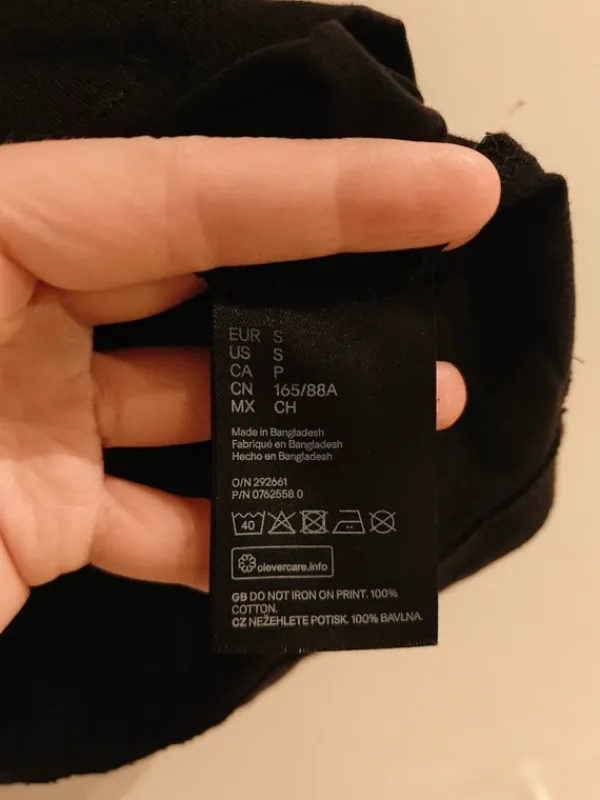 EUR S
US S
CA P
CN 165/88A
MX CH
Made in Bangladesh
Fabriqué en Bangladesh
Hecho en Bangladesh
O/N 292661
P/N 0762558 0
40
clevercare.info
GB DO NOT IRON ON PRINT. 100%
COTTON.
CZ NEŽEHLETE POTISK. 100% BAVLNA.